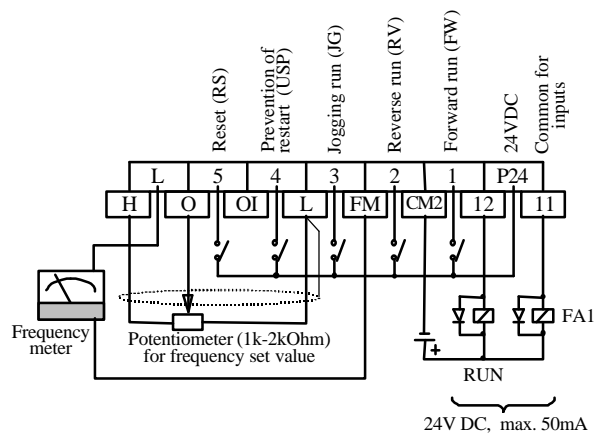 Reset (RS)
Prevention of
restart (USP)
Jogging run (JG)
Reverse run (RV)
Forward run (FW)
24VDC
Common for
inputs
L 5 4 3 2 1 P24
H O OI L FM CM2 12 11
Frequency
meter
Potentiometer (1k-2kOhm)
for frequency set value
+
FA1
RUN
24V DC, max. 50mA